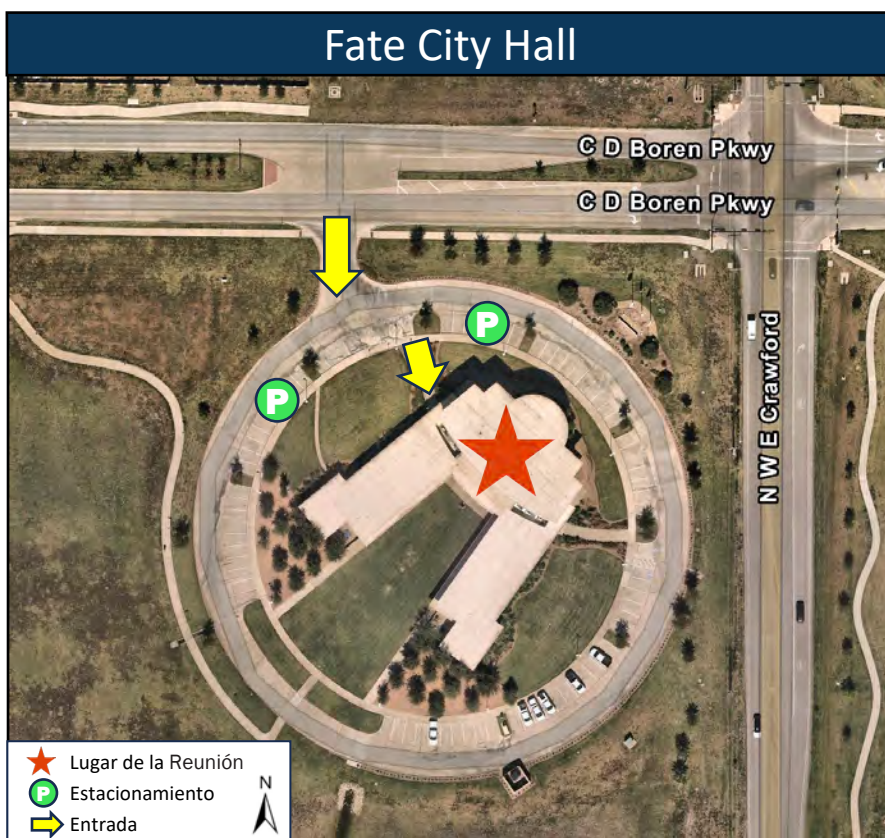 Fate City Hall
C D Boren Pkwy
C D Boren Pkwy
N W E Crawford
P
P
Lugar de la Reunión
P Estacionamiento
Entrada
N